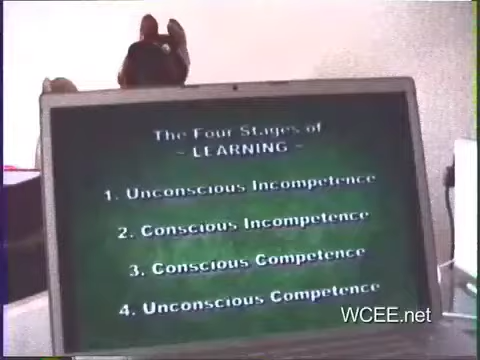 The Four Stages of
~ LEARNING ~
1. Unconscious Incompetence
2. Conscious Incompetence
3. Conscious Competence
4. Unconscious Competence
WCEE.net